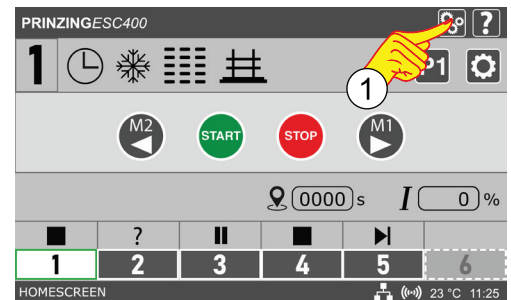 PRINZINGESC400 ?
1 P1
1
M2 START STOP M1
0000 s I 0 %
?
1 2 3 4 5 6
HOMESCREEN 23 °C 11:25